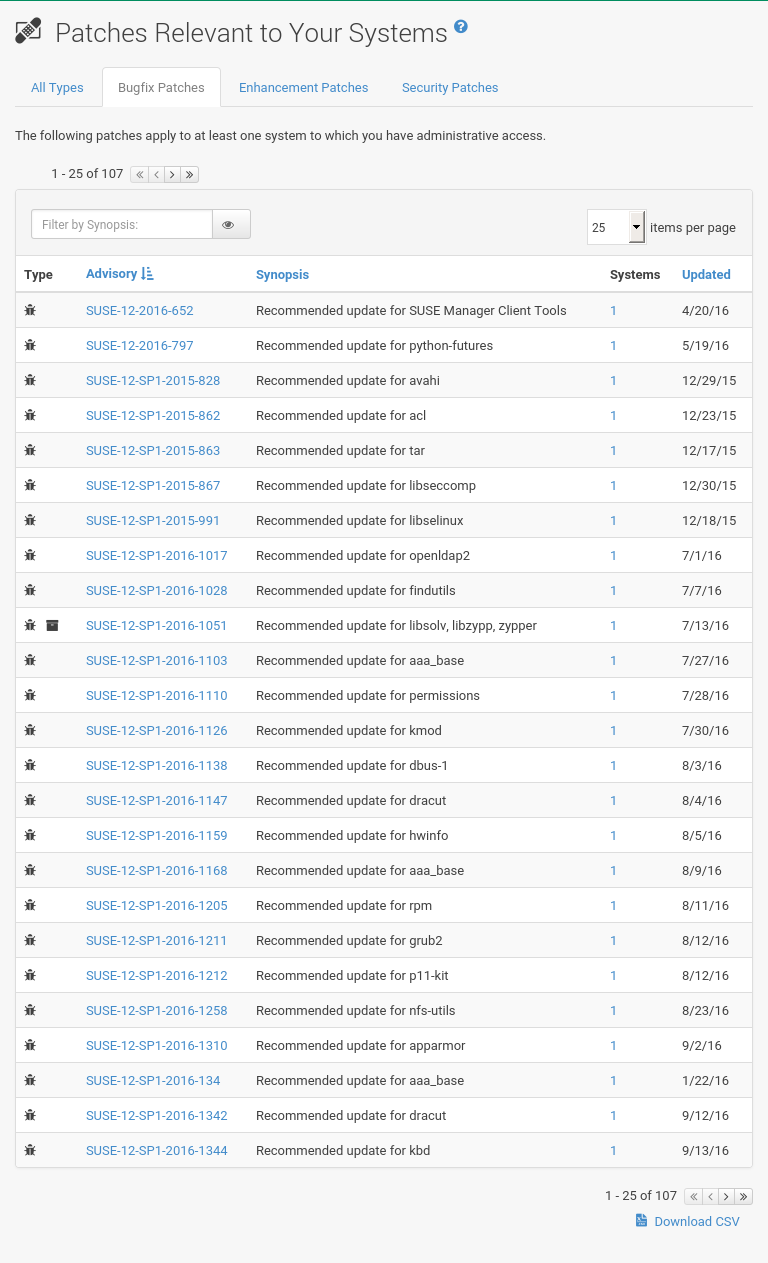 Patches Relevant to Your Systems ?
All Types Bugfix Patches Enhancement Patches Security Patches
The following patches apply to at least one system to which you have administrative access.
1 - 25 of 107
Filter by Synopsis: 25 items per page
Type Advisory Synopsis Systems Updated
SUSE-12-2016-652 Recommended update for SUSE Manager Client Tools 1 4/20/16
SUSE-12-2016-797 Recommended update for python-futures 1 5/19/16
SUSE-12-SP1-2015-828 Recommended update for avahi 1 12/29/15
SUSE-12-SP1-2015-862 Recommended update for acl 1 12/23/15
SUSE-12-SP1-2015-863 Recommended update for tar 1 12/17/15
SUSE-12-SP1-2015-867 Recommended update for libseccomp 1 12/30/15
SUSE-12-SP1-2015-991 Recommended update for libselinux 1 12/18/15
SUSE-12-SP1-2016-1017 Recommended update for openldap2 1 7/1/16
SUSE-12-SP1-2016-1028 Recommended update for findutils 1 7/7/16
SUSE-12-SP1-2016-1051 Recommended update for libsolv, libzypp, zypper 1 7/13/16
SUSE-12-SP1-2016-1103 Recommended update for aaa_base 1 7/27/16
SUSE-12-SP1-2016-1110 Recommended update for permissions 1 7/28/16
SUSE-12-SP1-2016-1126 Recommended update for kmod 1 7/30/16
SUSE-12-SP1-2016-1138 Recommended update for dbus-1 1 8/3/16
SUSE-12-SP1-2016-1147 Recommended update for dracut 1 8/4/16
SUSE-12-SP1-2016-1159 Recommended update for hwinfo 1 8/5/16
SUSE-12-SP1-2016-1168 Recommended update for aaa_base 1 8/9/16
SUSE-12-SP1-2016-1205 Recommended update for rpm 1 8/11/16
SUSE-12-SP1-2016-1211 Recommended update for grub2 1 8/12/16
SUSE-12-SP1-2016-1212 Recommended update for p11-kit 1 8/12/16
SUSE-12-SP1-2016-1258 Recommended update for nfs-utils 1 8/23/16
SUSE-12-SP1-2016-1310 Recommended update for apparmor 1 9/2/16
SUSE-12-SP1-2016-134 Recommended update for aaa_base 1 1/22/16
SUSE-12-SP1-2016-1342 Recommended update for dracut 1 9/12/16
SUSE-12-SP1-2016-1344 Recommended update for kbd 1 9/13/16
1 - 25 of 107
Download CSV